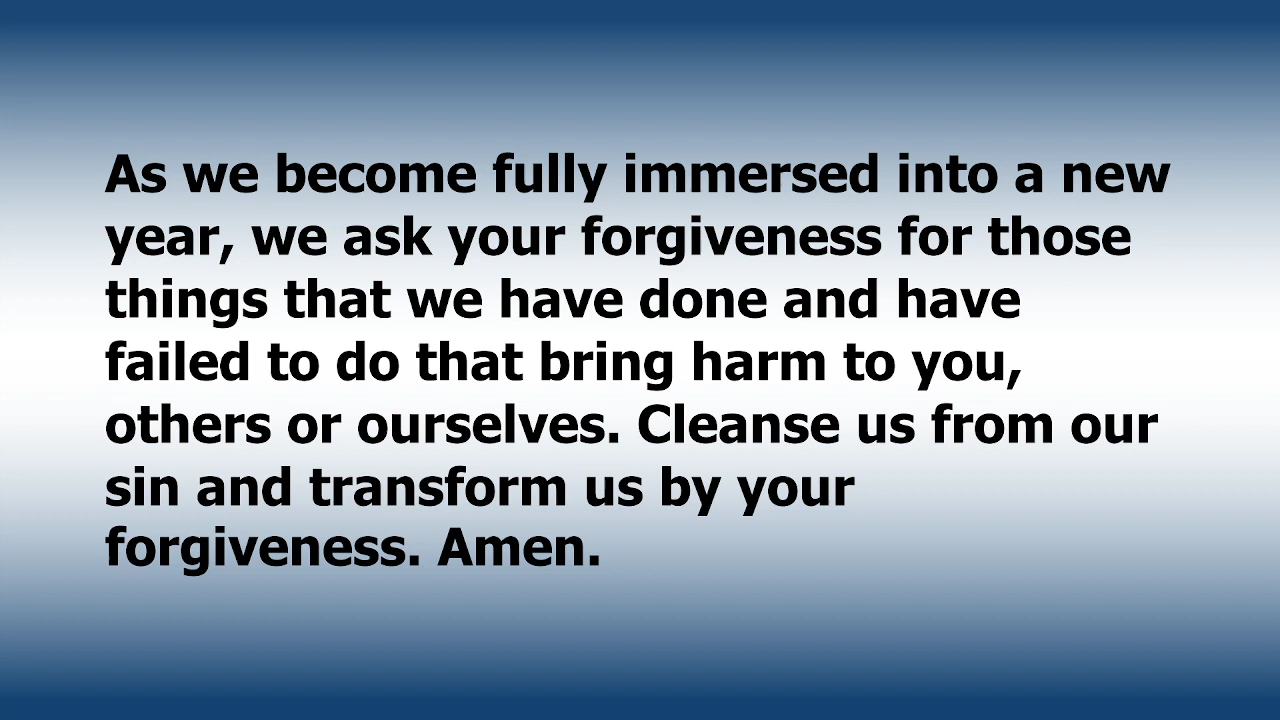 As we become fully immersed into a new
year, we ask your forgiveness for those
things that we have done and have
failed to do that bring harm to you,
others or ourselves. Cleanse us from our
sin and transform us by your
forgiveness. Amen.